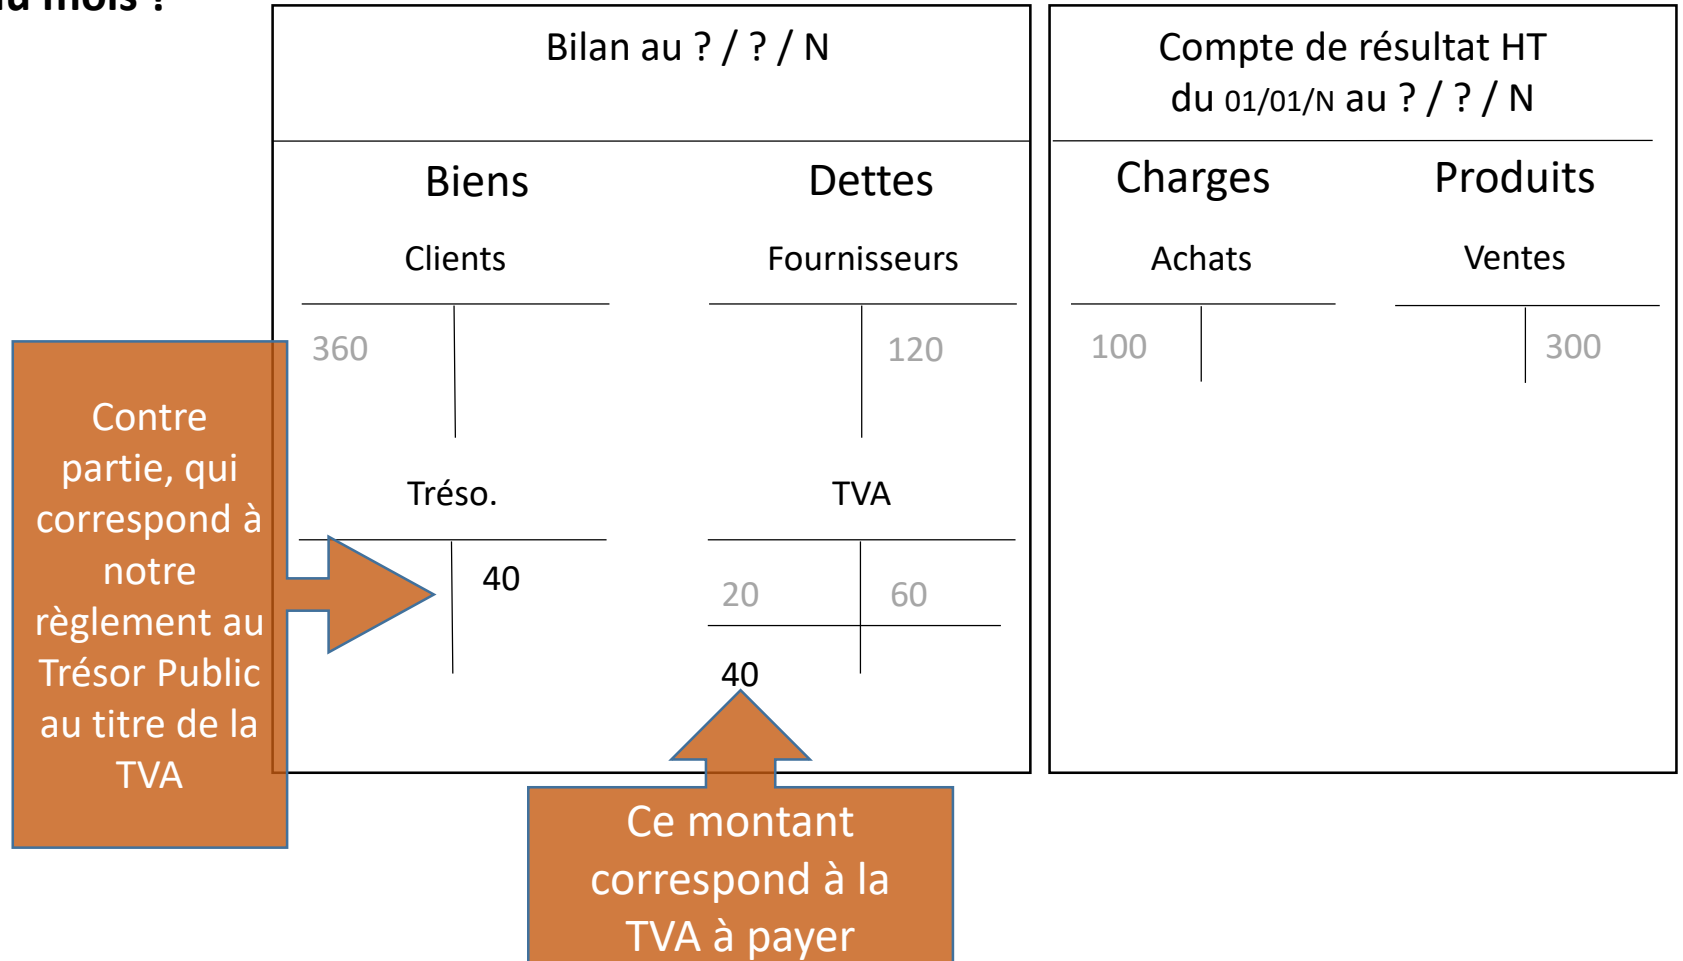 du mois ?
Bilan au ? / ? / N
Compte de résultat HT
du 01/01/N au ? / ? / N
Biens
Dettes
Charges
Produits
Clients
Fournisseurs
Achats
Ventes
360
120
100
300
Contre
partie, qui
correspond à
notre
règlement au
Trésor Public
au titre de la
TVA
Tréso.
TVA
40
20
60
40
Ce montant
correspond à la
TVA à payer